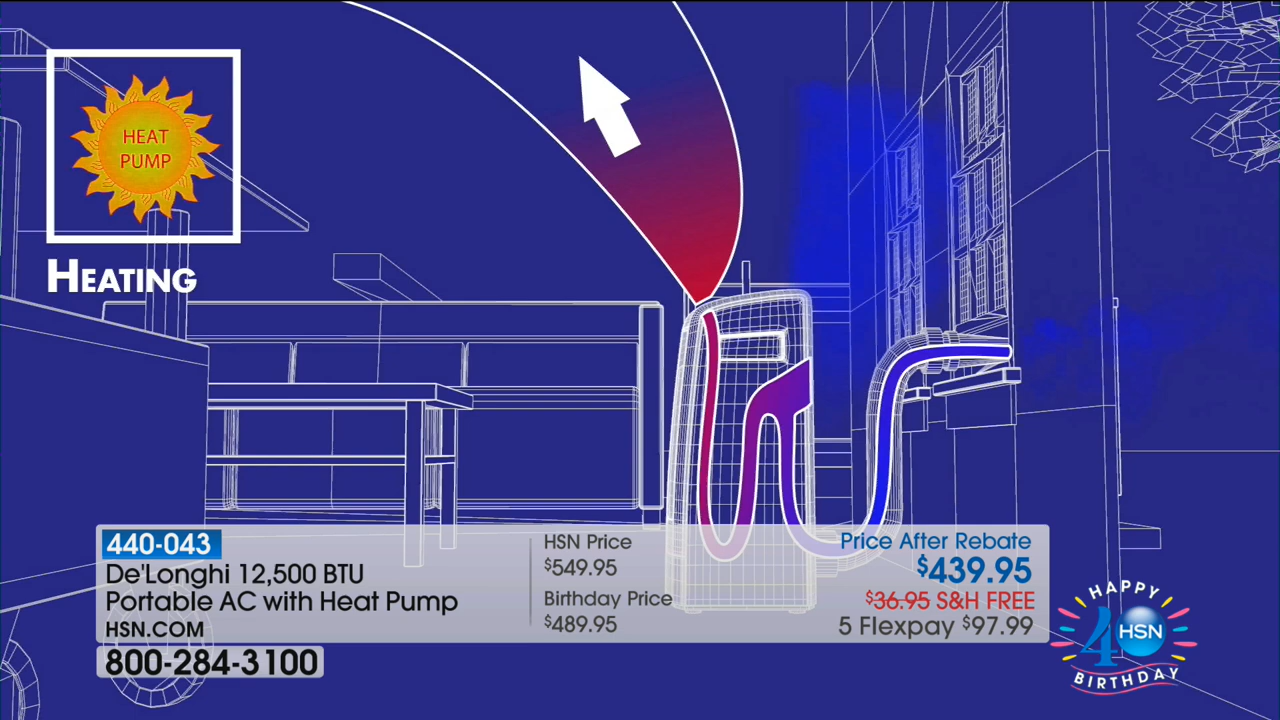 HEAT
PUMP
HEATING
440-043
De'Longhi 12,500 BTU
Portable AC with Heat Pump
HSN.COM
800-284-3100
HSN Price
$549.95
Birthday Price
$489.95
Price After Rebate
$439.95
$36.95 S&H FREE
5 Flexpay $97.99
HAPPY
40 HSN
BIRTHDAY